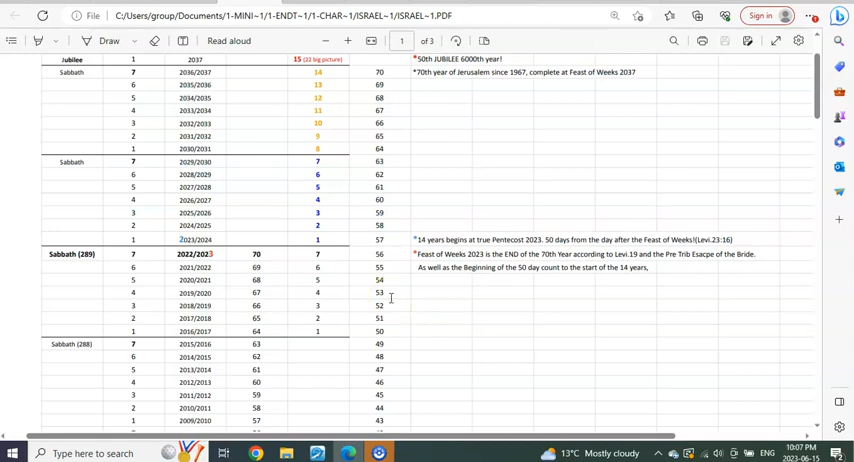 File C:/Users/group/Documents/1-MINI~1/1-ENDT~1/1-CHAR~1/ISRAEL~1/ISRAEL~1.PDF Sign in
Draw Read aloud 1 of 3
Jubilee 1 2037 15 (22 big picture) *50th JUBILEE 6000th year!
Sabbath 7 2036/2037 14 70 *70th year of Jerusalem since 1967, complete at Feast of Weeks 2037
6 2035/2036 13 69
5 2034/2035 12 68
4 2033/2034 11 67
3 2032/2033 10 66
2 2031/2032 9 65
1 2030/2031 8 64
Sabbath 7 2029/2030 7 63
6 2028/2029 6 62
5 2027/2028 5 61
4 2026/2027 4 60
3 2025/2026 3 59
2 2024/2025 2 58
1 2023/2024 1 57 *14 years begins at true Pentecost 2023. 50 days from the day after the Feast of Weeks!(Levi.23:16)
Sabbath (289) 7 2022/2023 70 7 56 *Feast of Weeks 2023 is the END of the 70th Year according to Levi.19 and the Pre Trib Esacpe of the Bride.
6 2021/2022 69 6 55 As well as the Beginning of the 50 day count to the start of the 14 years,
5 2020/2021 68 5 54
4 2019/2020 67 4 53
3 2018/2019 66 3 52
2 2017/2018 65 2 51
1 2016/2017 64 1 50
Sabbath (288) 7 2015/2016 63 49
6 2014/2015 62 48
5 2013/2014 61 47
4 2012/2013 60 46
3 2011/2012 59 45
2 2010/2011 58 44
1 2009/2010 57 43
Type here to search 13°C Mostly cloudy ENG 10:07 PM
2023-06-15